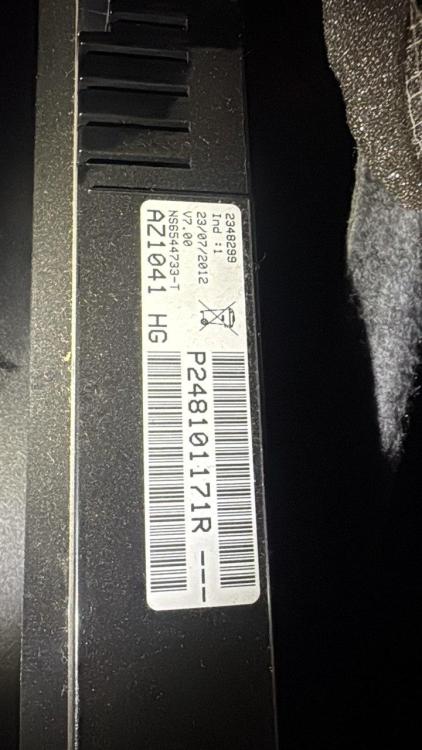 2348299
Ind :1
23/07/2012
V7.00
NS6544733-T
AZ1041 HG
P248101171R ---